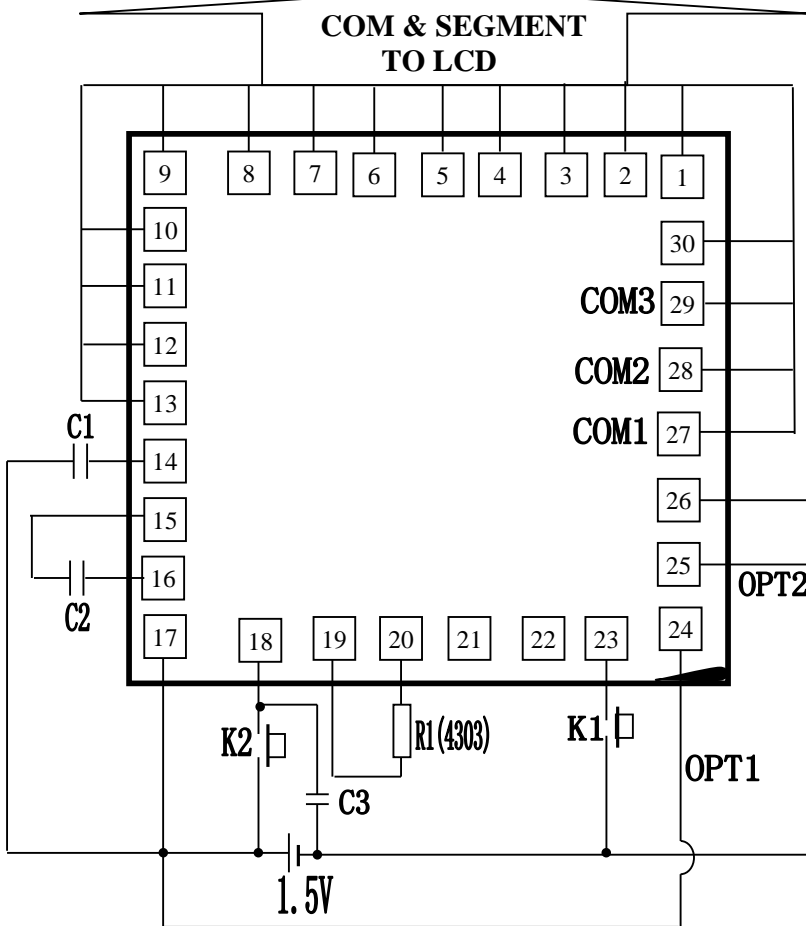 COM & SEGMENT
TO LCD
9 8 7 6 5 4 3 2 1
10 30
11 COM3 29
12 COM2 28
13 COM1 27
C1 14
15 26
16 25
C2 OPT2
17 18 19 20 21 22 23 24
K2 R1(4303) K1
OPT1
C3
1.5V